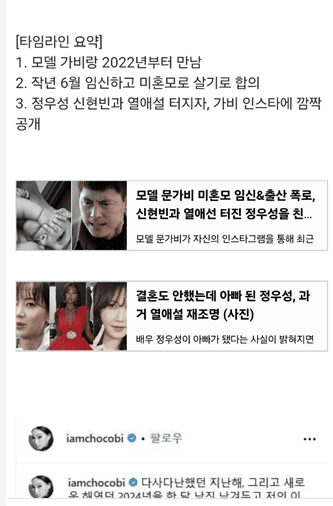 [타임라인 요약]
1. 모델 가비랑 2022년부터 만남
2. 작년 6월 임신하고 미혼모로 살기로 합의
3. 정우성 신현빈과 열애설 터지자, 가비 인스타에 깜짝
공개
모델 문가비 미혼모 임신&출산 폭로,
신현빈과 열애선 터진 정우성을 친...
모델 문가비가 자신의 인스타그램을 통해 최근
결혼도 안했는데 아빠 된 정우성, 과
거 열애설 재조명 (사진)
배우 정우성이 아빠가 됐다는 사실이 밝혀지면
iamchocobi • 팔로우
iamchocobi 다사다난했던 지난해, 그리고 새로
운 해였던 2024년을 한 달 남짓 남겨두고 저의 이